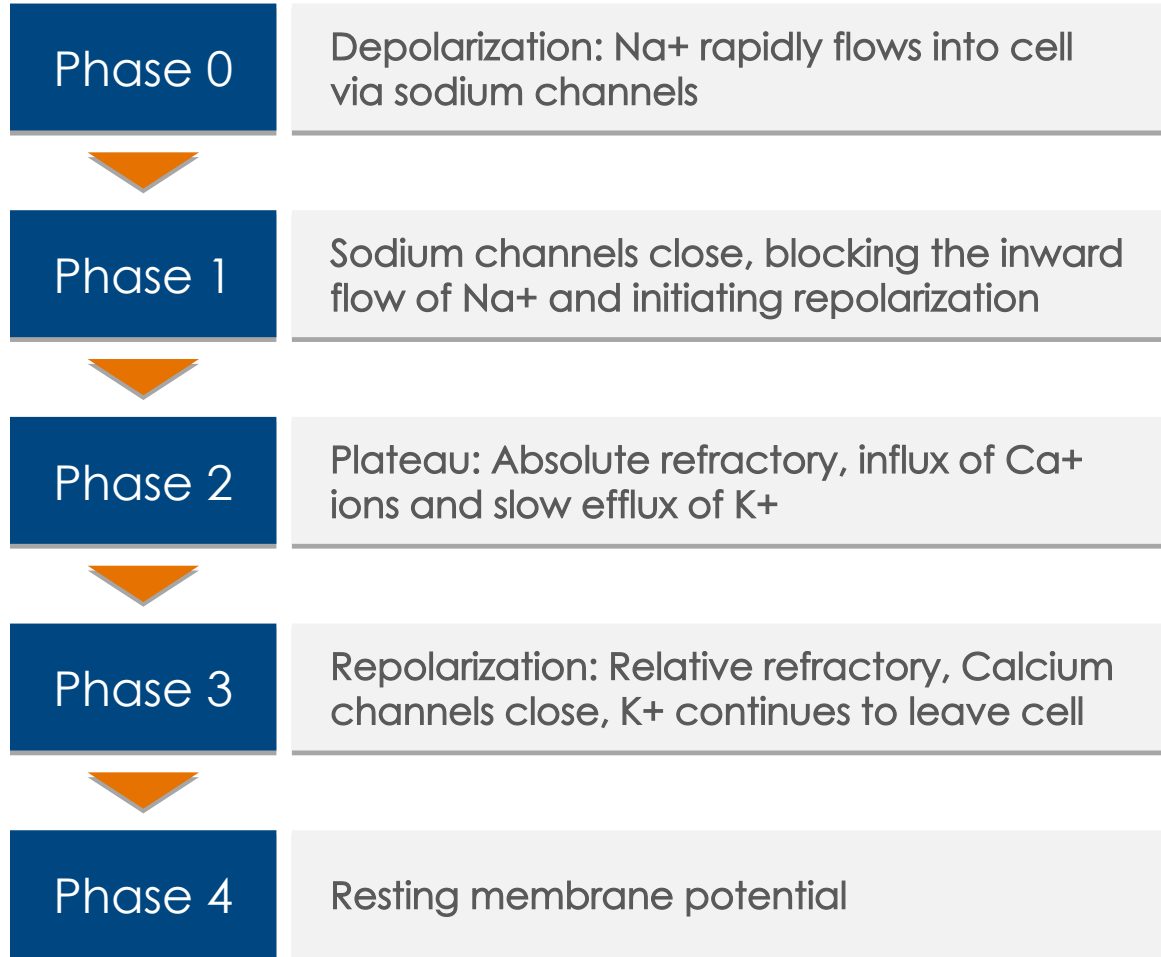 Phase 0
Depolarization: Na+ rapidly flows into cell
via sodium channels
Phase 1
Sodium channels close, blocking the inward
flow of Na+ and initiating repolarization
Phase 2
Plateau: Absolute refractory, influx of Ca+
ions and slow efflux of K+
Phase 3
Repolarization: Relative refractory, Calcium
channels close, K+ continues to leave cell
Phase 4
Resting membrane potential